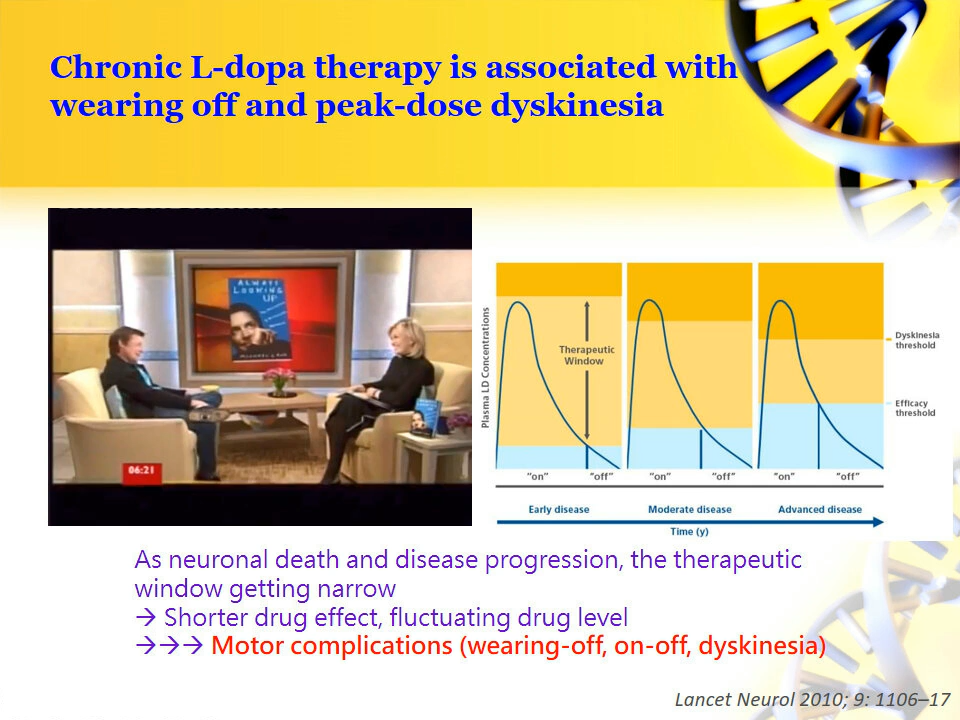 Chronic L-dopa therapy is associated with
wearing off and peak-dose dyskinesia
ALWAYS
LOOKING
UP
06:21
Plasma LD Concentrations
Therapeutic
Window
Dyskinesia
threshold
Efficacy
threshold
"on" "off" "on" "off" "on" "off"
Early disease Moderate disease Advanced disease
Time (y)
As neuronal death and disease progression, the therapeutic
window getting narrow
→ Shorter drug effect, fluctuating drug level
→→→ Motor complications (wearing-off, on-off, dyskinesia)
Lancet Neurol 2010; 9: 1106–17